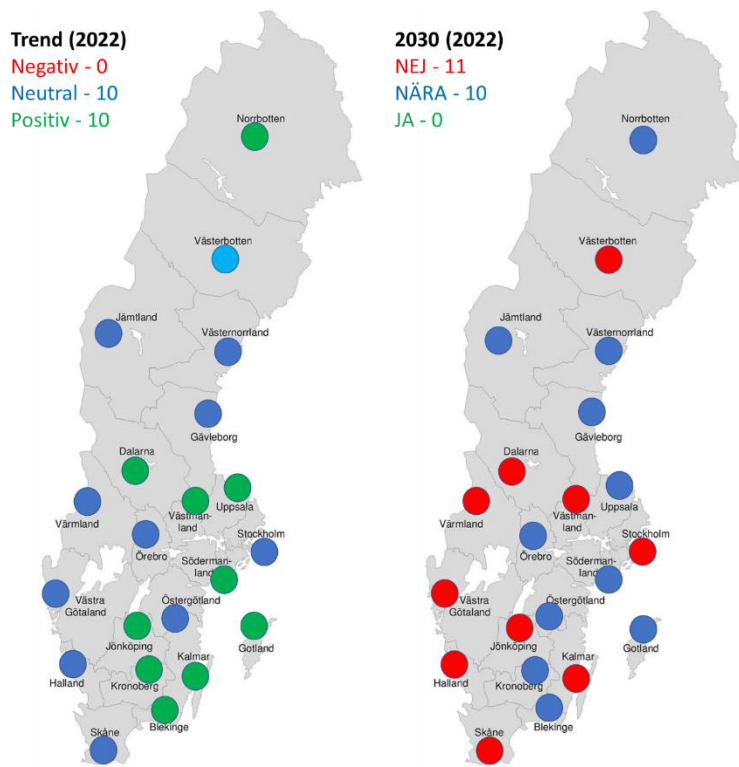 Trend (2022)
Negativ - 0
Neutral - 10
Positiv - 10
Norrbotten
Västerbotten
Jämtland
Västernorrland
Gävleborg
Dalarna
Uppsala
Västman-
land
Värmland
Stockholm
Örebro
Söderman-
land
Västra
Götaland
Östergötland
Jönköping
Gotland
Kalmar
Halland
Kronoberg
Blekinge
Skåne
2030 (2022)
NEJ - 11
NÄRA - 10
JA - 0
Norrbotten
Västerbotten
Jämtland
Västernorrland
Gävleborg
Dalarna
Uppsala
Västman-
land
Värmland
Stockholm
Örebro
Söderman-
land
Västra
Götaland
Östergötland
Jönköping
Gotland
Kalmar
Halland
Kronoberg
Blekinge
Skåne